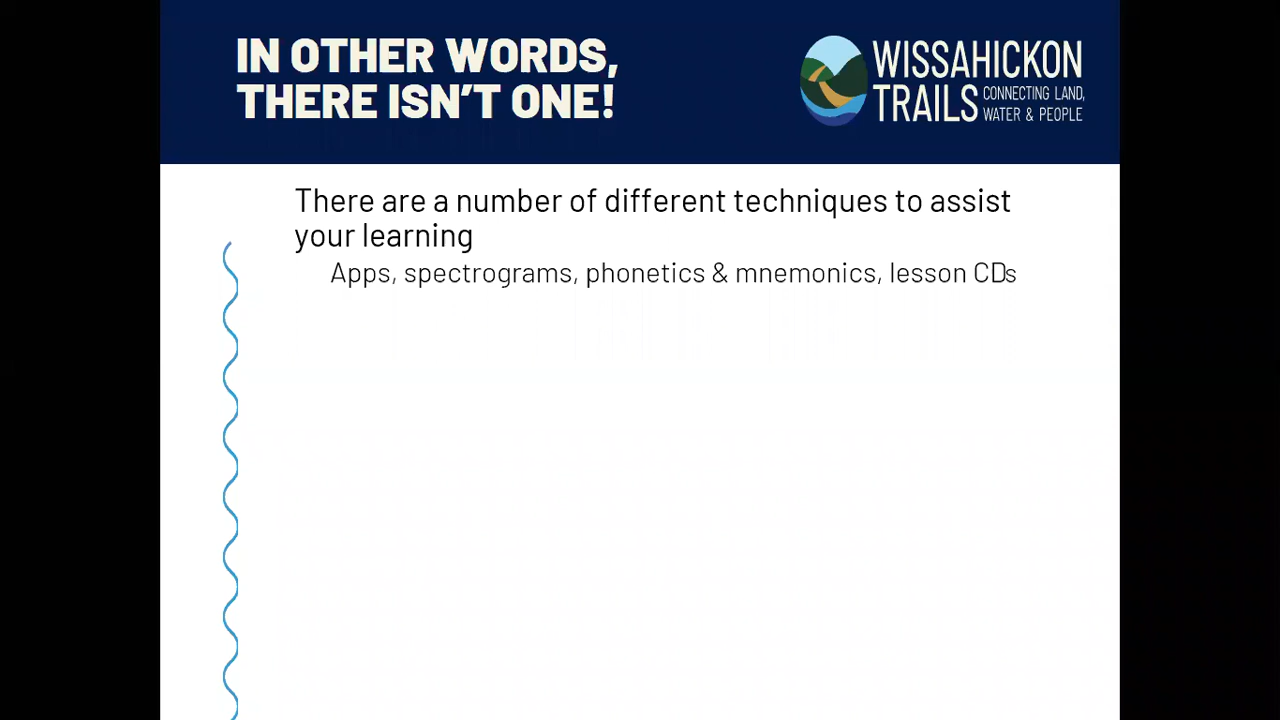 IN OTHER WORDS,
THERE ISN'T ONE!
WISSAHICKON
TRAILS CONNECTING LAND,
WATER & PEOPLE
There are a number of different techniques to assist
your learning
Apps, spectrograms, phonetics & mnemonics, lesson CDs